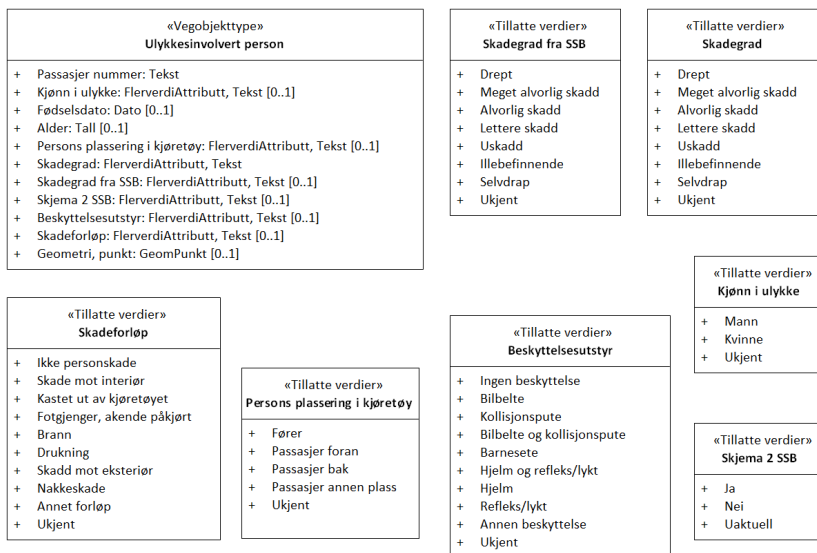 «Vegobjekttype»
Ulykkesinvolvert person
+ Passasjer nummer: Tekst
+ Kjønn i ulykke: FlerverdiAttributt, Tekst [0..1]
+ Fødselsdato: Dato [0..1]
+ Alder: Tall [0..1]
+ Persons plassering i kjøretøy: FlerverdiAttributt, Tekst [0..1]
+ Skadegrad: FlerverdiAttributt, Tekst
+ Skadegrad fra SSB: FlerverdiAttributt, Tekst [0..1]
+ Skjema 2 SSB: FlerverdiAttributt, Tekst [0..1]
+ Beskyttelsesutstyr: FlerverdiAttributt, Tekst [0..1]
+ Skadeforløp: FlerverdiAttributt, Tekst [0..1]
+ Geometri, punkt: GeomPunkt [0..1]
«Tillatte verdier»
Skadegrad fra SSB
+ Drept
+ Meget alvorlig skadd
+ Alvorlig skadd
+ Lettere skadd
+ Uskadd
+ Illebefinnende
+ Selvdrap
+ Ukjent
«Tillatte verdier»
Skadegrad
+ Drept
+ Meget alvorlig skadd
+ Alvorlig skadd
+ Lettere skadd
+ Uskadd
+ Illebefinnende
+ Selvdrap
+ Ukjent
«Tillatte verdier»
Skadeforløp
+ Ikke personskade
+ Skade mot interiør
+ Kastet ut av kjøretøyet
+ Fotgjenger, akende påkjørt
+ Brann
+ Drukning
+ Skadd mot eksteriør
+ Nakkeskade
+ Annet forløp
+ Ukjent
«Tillatte verdier»
Persons plassering i kjøretøy
+ Fører
+ Passasjer foran
+ Passasjer bak
+ Passasjer annen plass
+ Ukjent
«Tillatte verdier»
Beskyttelsesutstyr
+ Ingen beskyttelse
+ Bilbelte
+ Kollisjonspute
+ Bilbelte og kollisjonspute
+ Barnesete
+ Hjelm og refleks/lykt
+ Hjelm
+ Refleks/lykt
+ Annen beskyttelse
+ Ukjent
«Tillatte verdier»
Kjønn i ulykke
+ Mann
+ Kvinne
+ Ukjent
«Tillatte verdier»
Skjema 2 SSB
+ Ja
+ Nei
+ Uaktuell